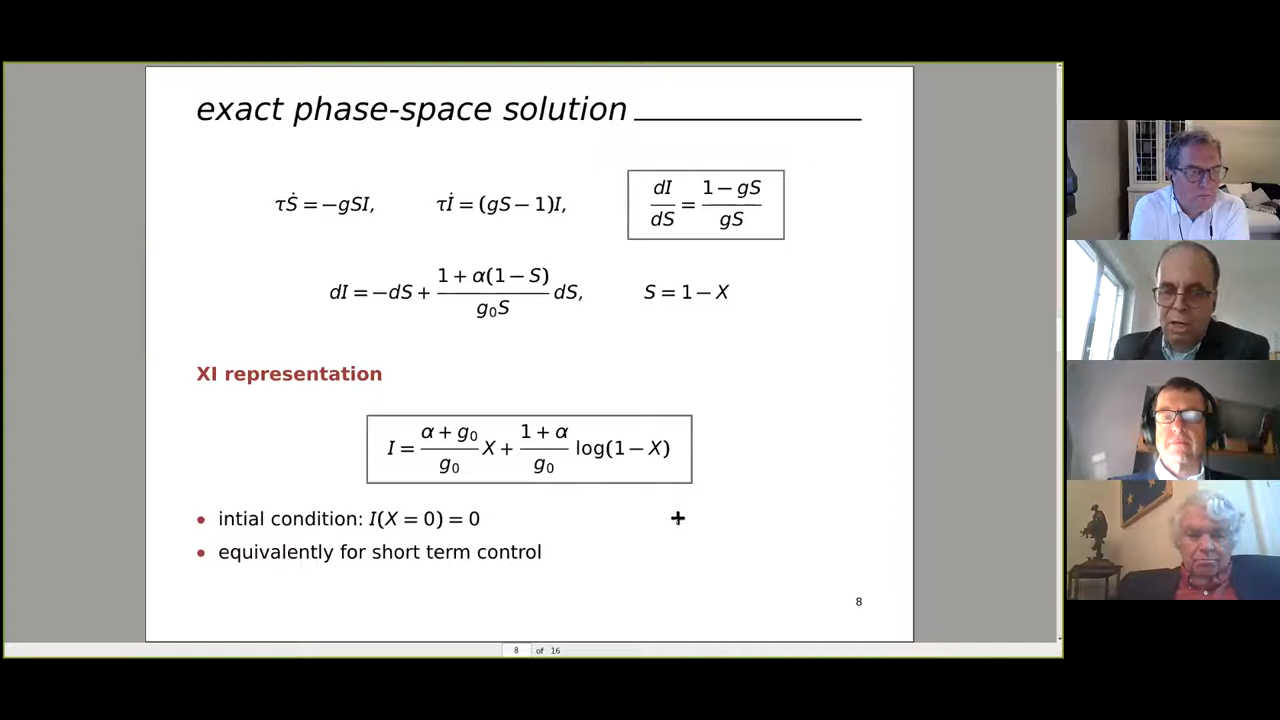 exact phase-space solution
τṠ = −gSI, τİ = (gS − 1)I, dI/dS = (1 − gS)/(gS)
dI = −dS + (1 + α(1 − S))/(g₀S) dS, S = 1 − X
XI representation
I = (α + g₀)/g₀ X + (1 + α)/g₀ log(1 − X)
• intial condition: I(X = 0) = 0
• equivalently for short term control
8
8 of 16